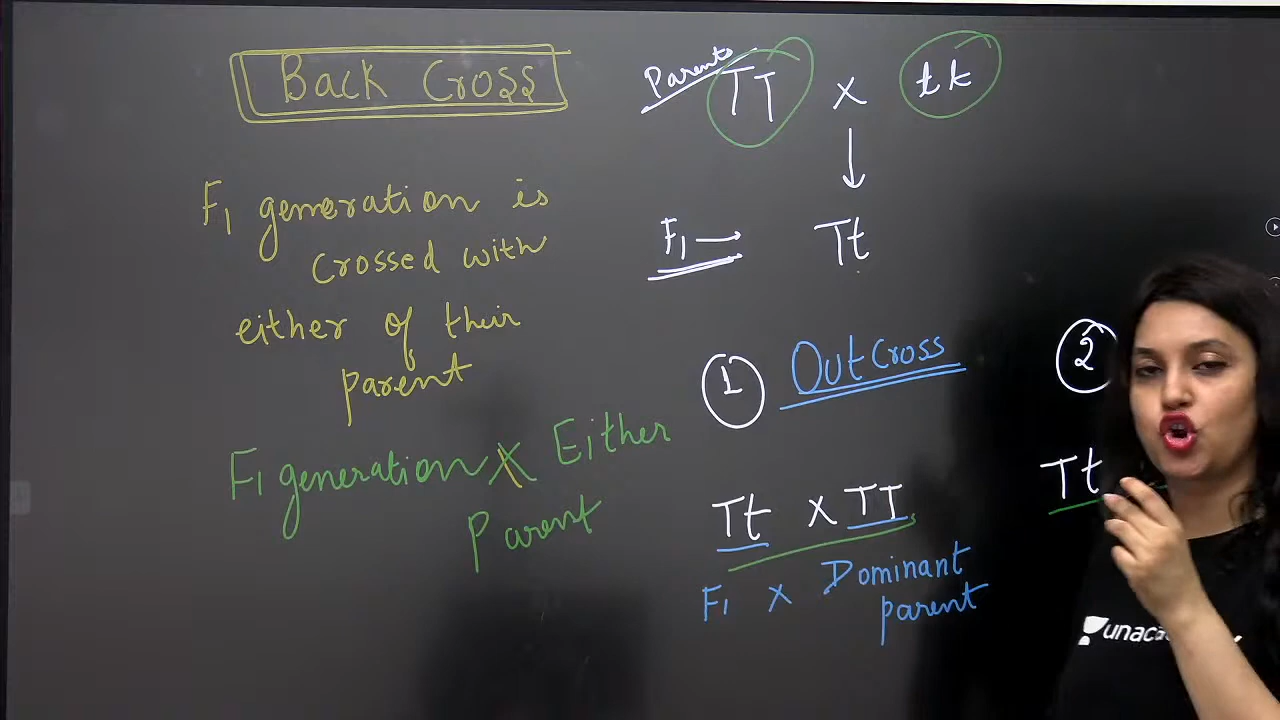 Back Cross
F1 generation is
crossed with
either of their
parent
F1 generation X Either
Parent
Parents TT x tt
F1 → Tt
1 OutCross
Tt x TT
F1 x Dominant
parent
2
Tt